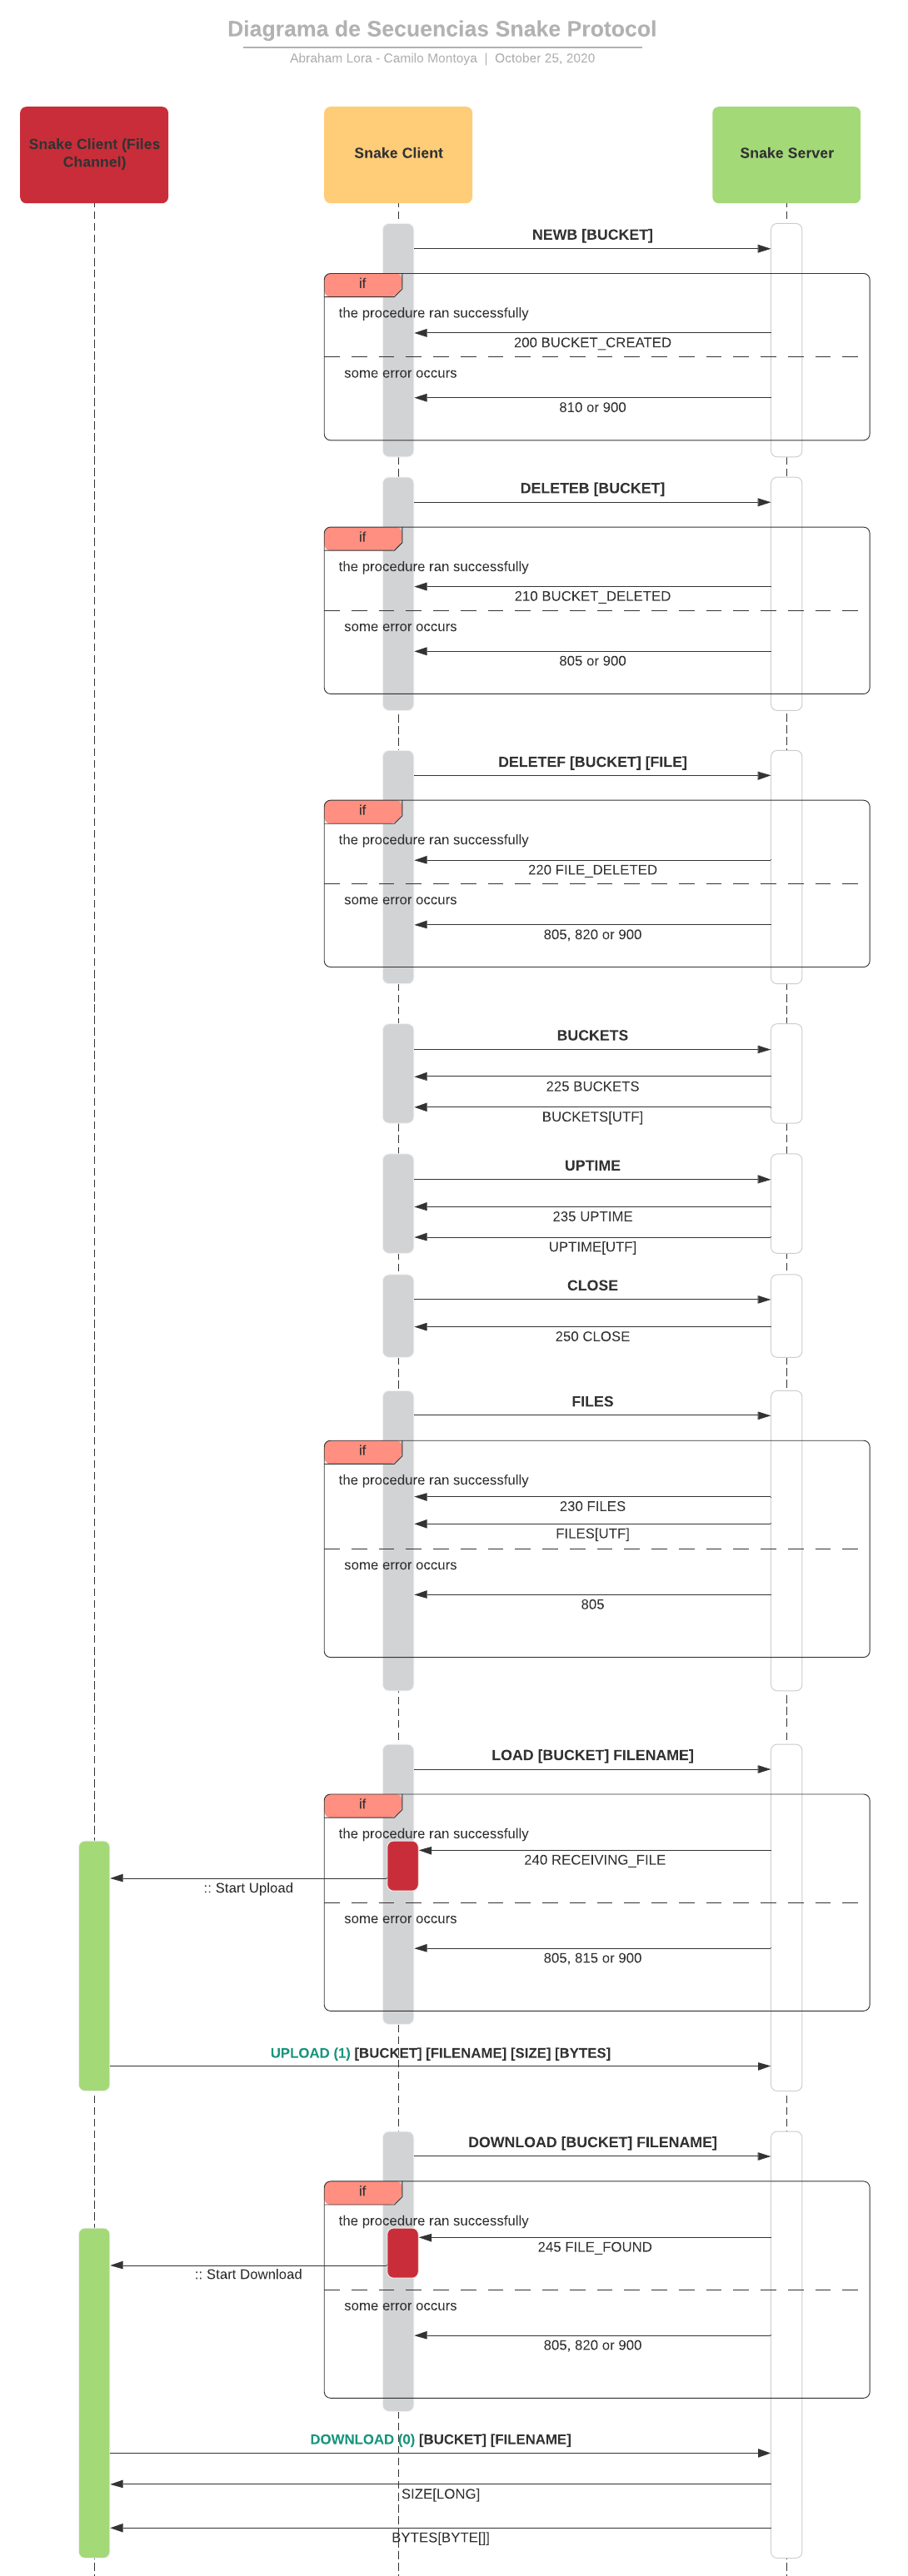 Diagrama de Secuencias Snake Protocol
Abraham Lora - Camilo Montoya | October 25, 2020
Snake Client (Files
Channel)
Snake Client
Snake Server
NEWB [BUCKET]
if
the procedure ran successfully
200 BUCKET_CREATED
some error occurs
810 or 900
DELETEB [BUCKET]
if
the procedure ran successfully
210 BUCKET_DELETED
some error occurs
805 or 900
DELETEF [BUCKET] [FILE]
if
the procedure ran successfully
220 FILE_DELETED
some error occurs
805, 820 or 900
BUCKETS
225 BUCKETS
BUCKETS[UTF]
UPTIME
235 UPTIME
UPTIME[UTF]
CLOSE
250 CLOSE
FILES
if
the procedure ran successfully
230 FILES
FILES[UTF]
some error occurs
805
LOAD [BUCKET] FILENAME]
if
the procedure ran successfully
240 RECEIVING_FILE
:: Start Upload
some error occurs
805, 815 or 900
UPLOAD (1) [BUCKET] [FILENAME] [SIZE] [BYTES]
DOWNLOAD [BUCKET] FILENAME]
if
the procedure ran successfully
245 FILE_FOUND
:: Start Download
some error occurs
805, 820 or 900
DOWNLOAD (0) [BUCKET] [FILENAME]
SIZE[LONG]
BYTES[BYTE[]]